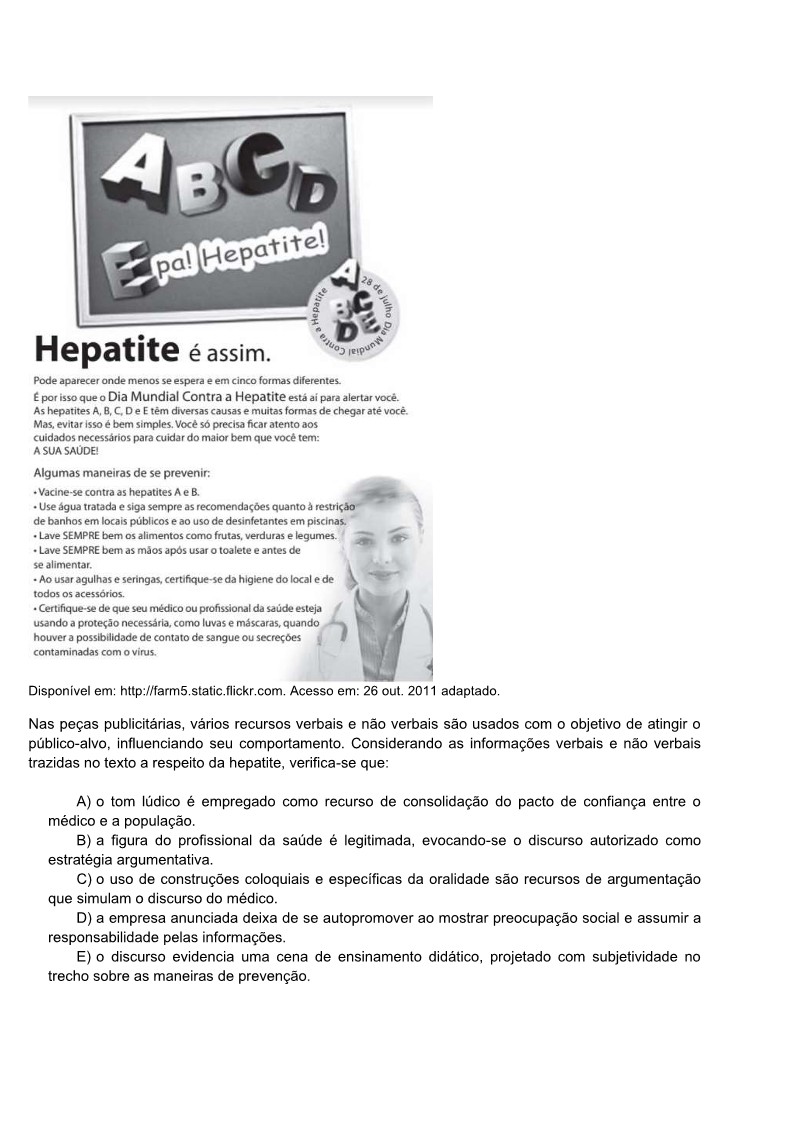 A B C D
Epa! Hepatite!
A B C D E
28 de julho Dia Mundial Contra a Hepatite
Hepatite é assim.
Pode aparecer onde menos se espera e em cinco formas diferentes.
É por isso que o Dia Mundial Contra a Hepatite está aí para alertar você.
As hepatites A, B, C, D e E têm diversas causas e muitas formas de chegar até você.
Mas, evitar isso é bem simples. Você só precisa ficar atento aos
cuidados necessários para cuidar do maior bem que você tem:
A SUA SAÚDE!
Algumas maneiras de se prevenir:
• Vacine-se contra as hepatites A e B.
• Use água tratada e siga sempre as recomendações quanto à restrição
de banhos em locais públicos e ao uso de desinfetantes em piscinas.
• Lave SEMPRE bem os alimentos como frutas, verduras e legumes.
• Lave SEMPRE bem as mãos após usar o toalete e antes de
se alimentar.
• Ao usar agulhas e seringas, certifique-se da higiene do local e de
todos os acessórios.
• Certifique-se de que seu médico ou profissional da saúde esteja
usando a proteção necessária, como luvas e máscaras, quando
houver a possibilidade de contato de sangue ou secreções
contaminadas com o vírus.
Disponível em: http://farm5.static.flickr.com. Acesso em: 26 out. 2011 adaptado.
Nas peças publicitárias, vários recursos verbais e não verbais são usados com o objetivo de atingir o
público-alvo, influenciando seu comportamento. Considerando as informações verbais e não verbais
trazidas no texto a respeito da hepatite, verifica-se que:
A) o tom lúdico é empregado como recurso de consolidação do pacto de confiança entre o
médico e a população.
B) a figura do profissional da saúde é legitimada, evocando-se o discurso autorizado como
estratégia argumentativa.
C) o uso de construções coloquiais e específicas da oralidade são recursos de argumentação
que simulam o discurso do médico.
D) a empresa anunciada deixa de se autopromover ao mostrar preocupação social e assumir a
responsabilidade pelas informações.
E) o discurso evidencia uma cena de ensinamento didático, projetado com subjetividade no
trecho sobre as maneiras de prevenção.